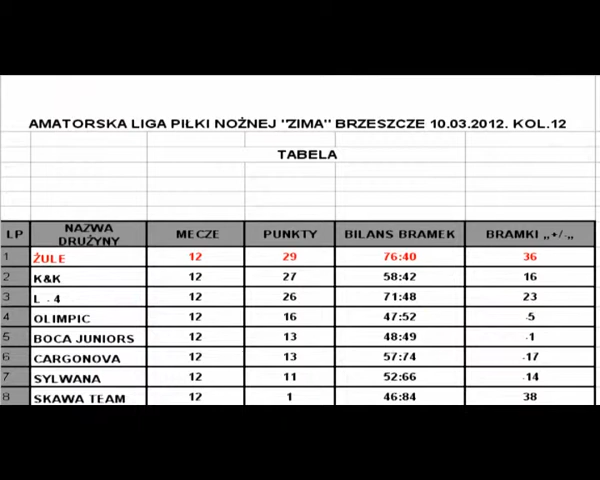 AMATORSKA LIGA PIŁKI NOŻNEJ "ZIMA" BRZESZCZE 10.03.2012. KOL.12
TABELA
LP NAZWA DRUŻYNY MECZE PUNKTY BILANS BRAMEK BRAMKI „+/-„
1 ŻULE 12 29 76:40 36
2 K&K 12 27 58:42 16
3 L - 4 12 26 71:48 23
4 OLIMPIC 12 16 47:52 -5
5 BOCA JUNIORS 12 13 48:49 -1
6 CARGONOVA 12 13 57:74 -17
7 SYLWANA 12 11 52:66 -14
8 SKAWA TEAM 12 1 46:84 38